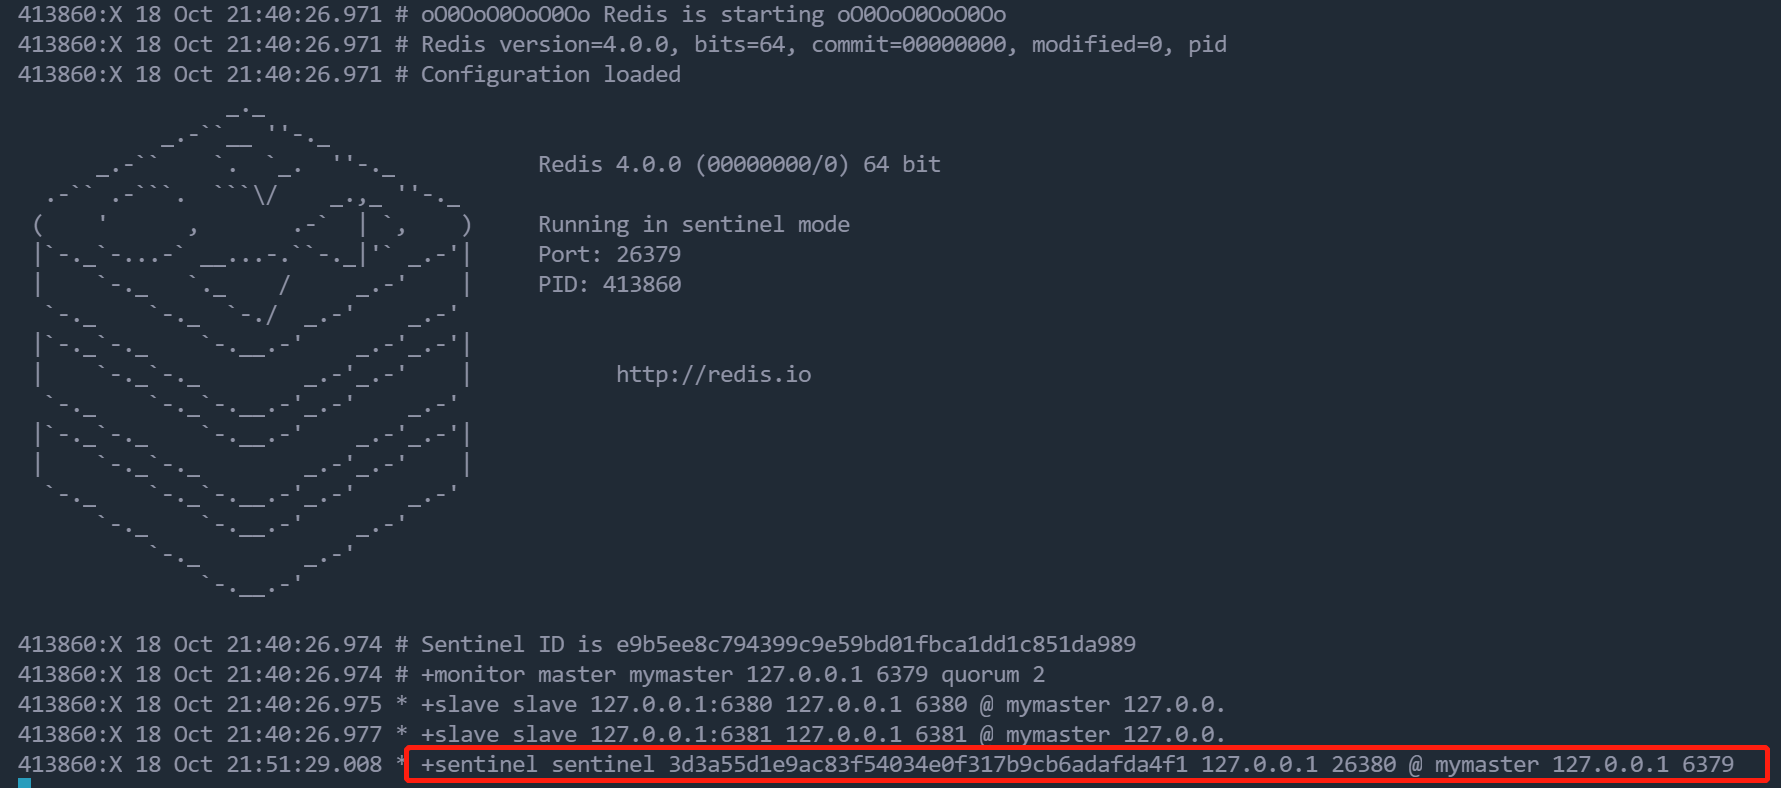 413860:X 18 Oct 21:40:26.971 # oO0OoO0OoO0Oo Redis is starting oO0OoO0OoO0Oo
413860:X 18 Oct 21:40:26.971 # Redis version=4.0.0, bits=64, commit=00000000, modified=0, pid
413860:X 18 Oct 21:40:26.971 # Configuration loaded
Redis 4.0.0 (00000000/0) 64 bit
Running in sentinel mode
Port: 26379
PID: 413860
http://redis.io
413860:X 18 Oct 21:40:26.974 # Sentinel ID is e9b5ee8c794399c9e59bd01fbca1dd1c851da989
413860:X 18 Oct 21:40:26.974 # +monitor master mymaster 127.0.0.1 6379 quorum 2
413860:X 18 Oct 21:40:26.975 * +slave slave 127.0.0.1:6380 127.0.0.1 6380 @ mymaster 127.0.0.
413860:X 18 Oct 21:40:26.977 * +slave slave 127.0.0.1:6381 127.0.0.1 6381 @ mymaster 127.0.0.
413860:X 18 Oct 21:51:29.008 * +sentinel sentinel 3d3a55d1e9ac83f54034e0f317b9cb6adafda4f1 127.0.0.1 26380 @ mymaster 127.0.0.1 6379